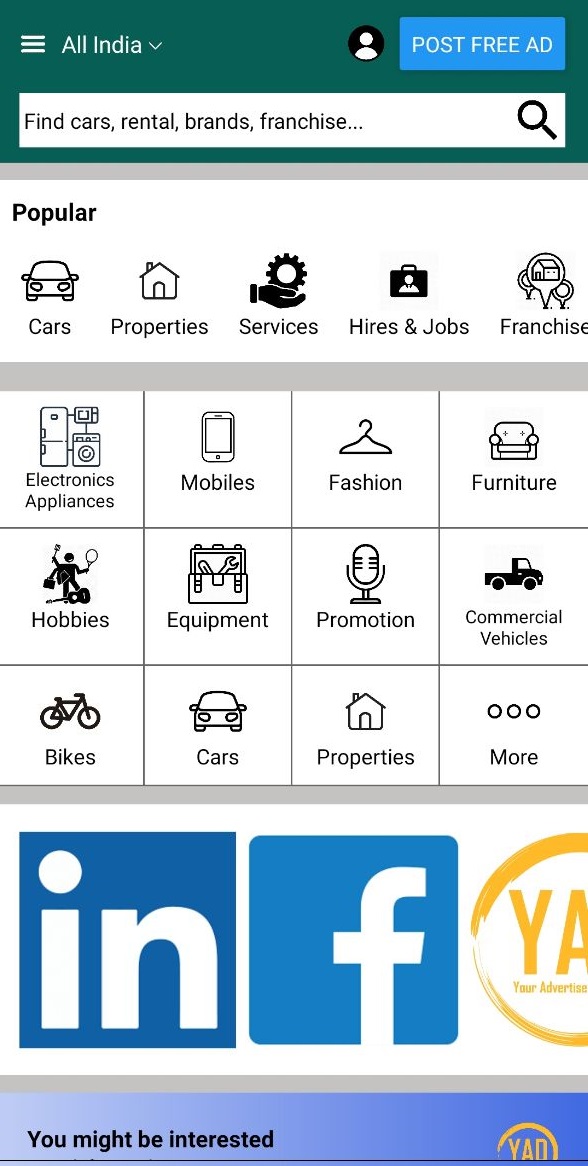 All India
POST FREE AD
Find cars, rental, brands, franchise...
Popular
Cars
Properties
Services
Hires & Jobs
Franchise
Electronics
Appliances
Mobiles
Fashion
Furniture
Hobbies
Equipment
Promotion
Commercial
Vehicles
Bikes
Cars
Properties
More
in
f
YA
Your Advertise
You might be interested
YAD